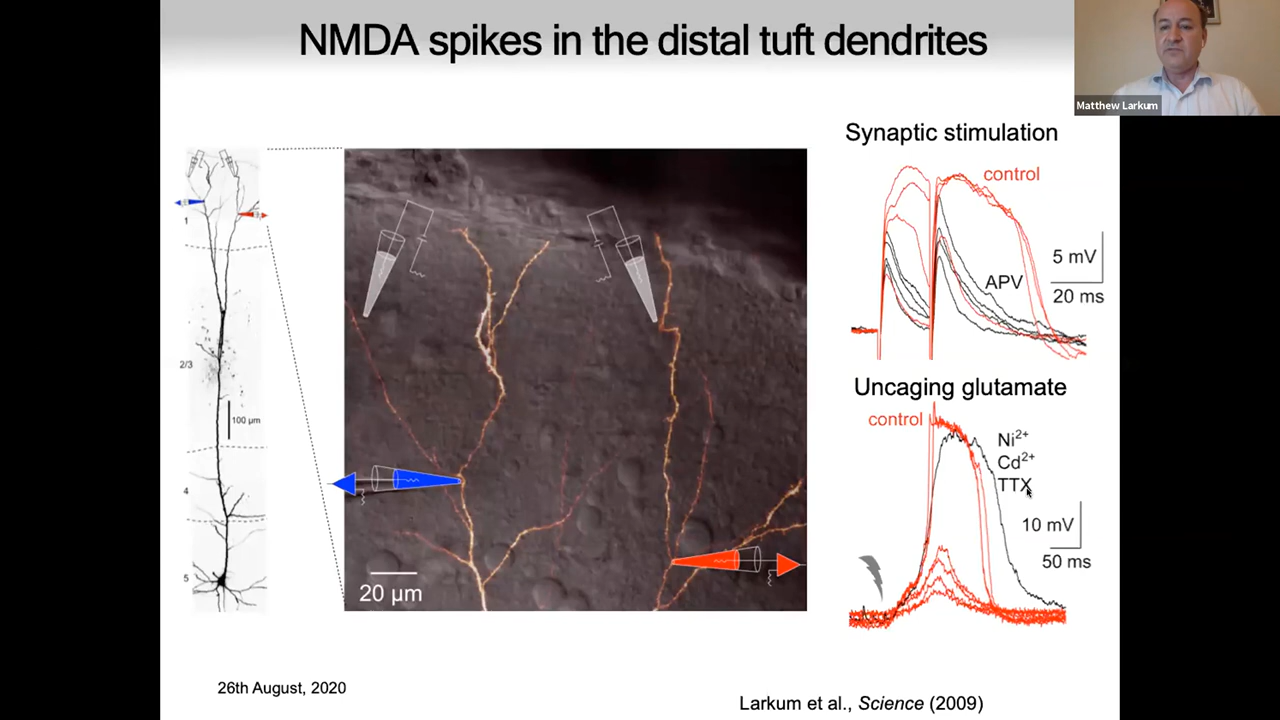 NMDA spikes in the distal tuft dendrites
Matthew Larkum
Synaptic stimulation
control
APV
5 mV
20 ms
1
2/3
100 µm
4
5
20 µm
Uncaging glutamate
control
Ni²⁺
Cd²⁺
TTX
10 mV
50 ms
26th August, 2020
Larkum et al., Science (2009)